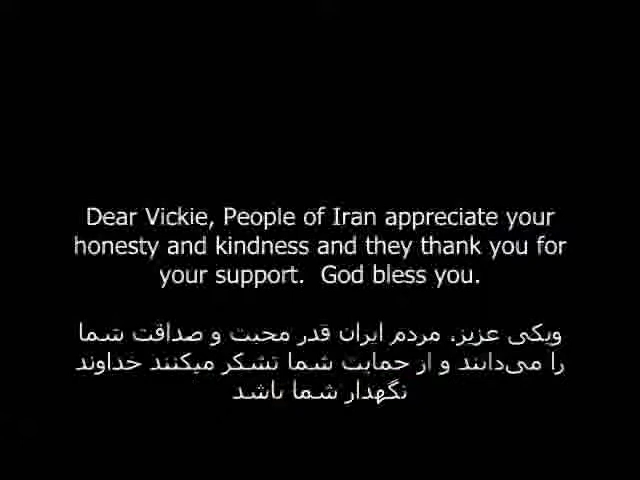 Dear Vickie, People of Iran appreciate your
honesty and kindness and they thank you for
your support.  God bless you.
ویکی عزیز، مردم ایران قدر محبت و صداقت شما
را می‌دانند و از حمایت شما تشکر میکنند خداوند
نگهدار شما باشد